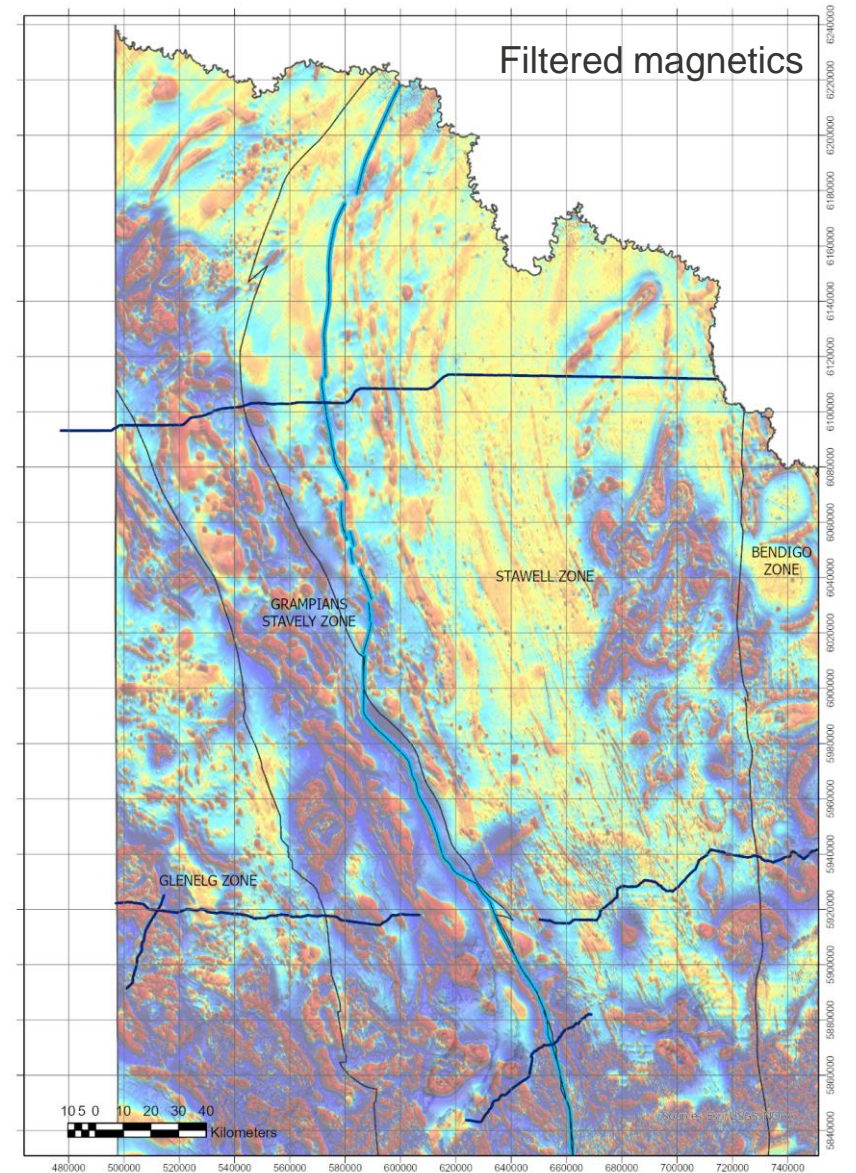 Filtered magnetics
6240000
6220000
6200000
6180000
6160000
6140000
6120000
6100000
6080000
6060000
6040000
6020000
6000000
5980000
5960000
5940000
5920000
5900000
5880000
5860000
5840000
BENDIGO
ZONE
STAWELL ZONE
GRAMPIANS
STAVELY ZONE
GLENELG ZONE
10 5 0 10 20 30 40
Kilometers
480000 500000 520000 540000 560000 580000 600000 620000 640000 660000 680000 700000 720000 740000